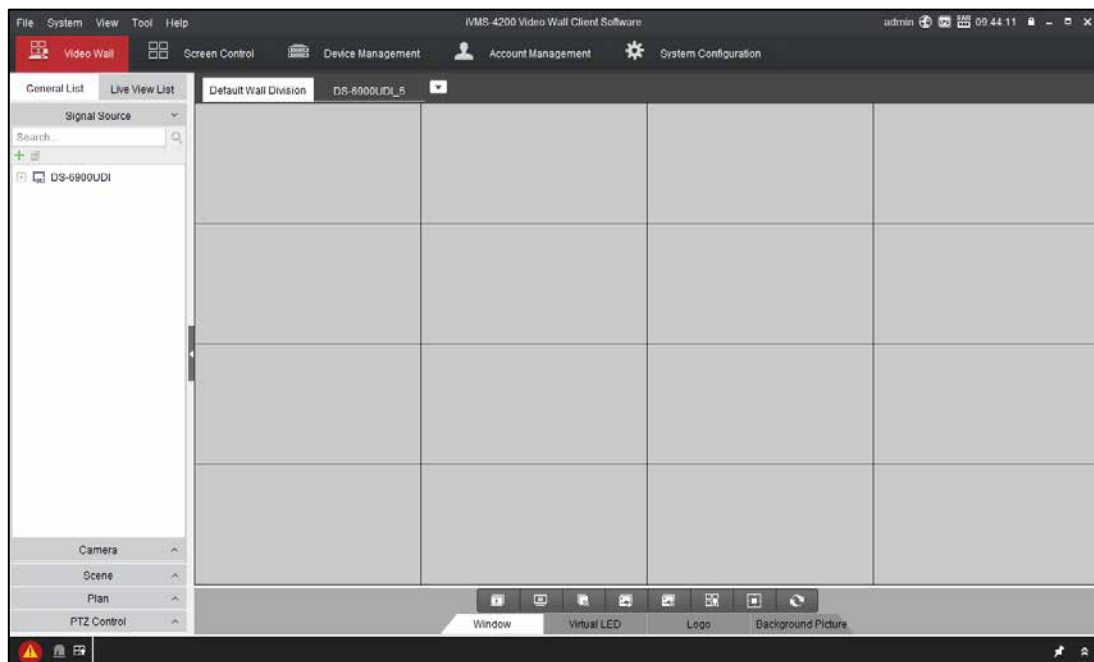 File System View Tool Help iVMS-4200 Video Wall Client Software admin 09:44:11
Video Wall Screen Control Device Management Account Management System Configuration
General List Live View List Default Wall Division DS-6900UDI_5
Signal Source
Search...
DS-6900UDI
Camera
Scene
Plan
PTZ Control
Window Virtual LED Logo Background Picture